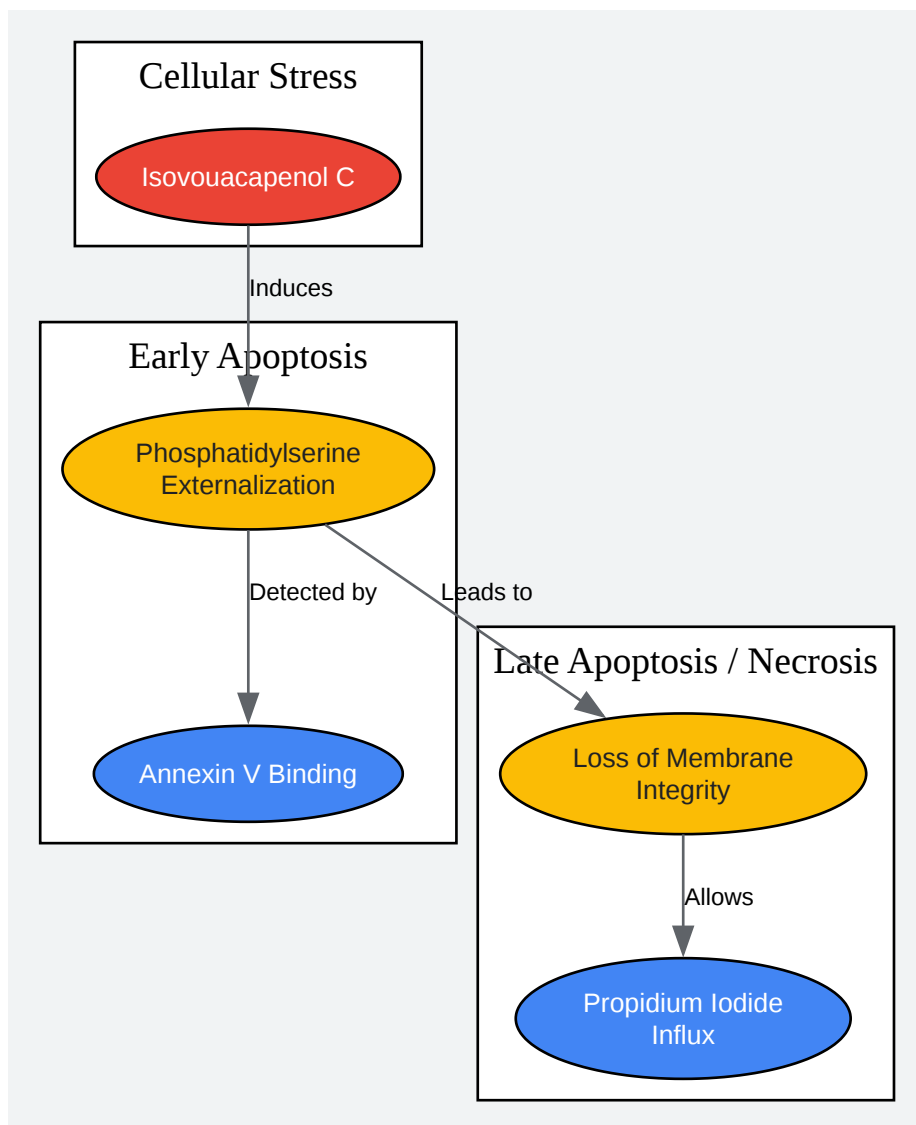 Cellular Stress
Isovouacapenol C
Induces
Early Apoptosis
Phosphatidylserine
Externalization
Detected by
Leads to
Annexin V Binding
Late Apoptosis / Necrosis
Loss of Membrane
Integrity
Allows
Propidium Iodide
Influx